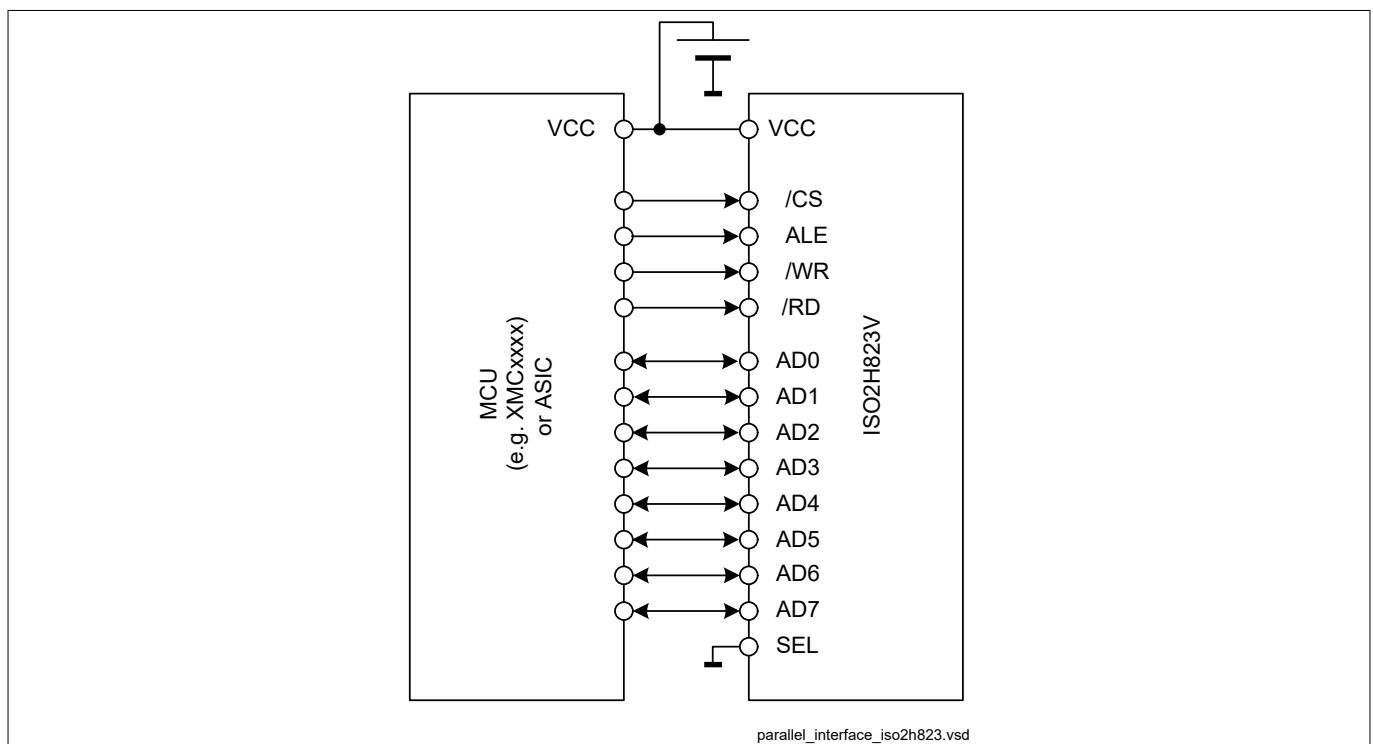 VCC
VCC
/CS
ALE
/WR
/RD
MCU
(e.g. XMCxxxx)
or ASIC
ISO2H823V
AD0
AD1
AD2
AD3
AD4
AD5
AD6
AD7
SEL
parallel_interface_iso2h823.vsd